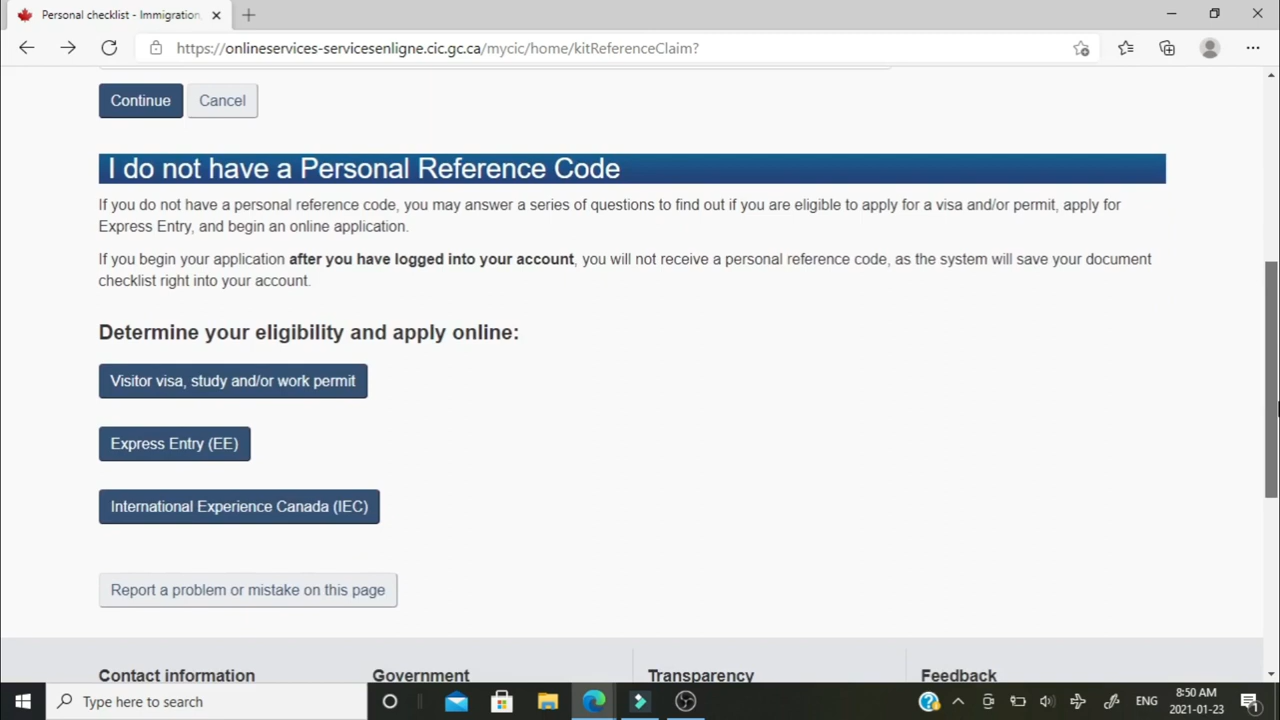 Personal checklist - Immigration,
https://onlineservices-servicesenligne.cic.gc.ca/mycic/home/kitReferenceClaim?
Continue
Cancel
I do not have a Personal Reference Code
If you do not have a personal reference code, you may answer a series of questions to find out if you are eligible to apply for a visa and/or permit, apply for
Express Entry, and begin an online application.
If you begin your application after you have logged into your account, you will not receive a personal reference code, as the system will save your document
checklist right into your account.
Determine your eligibility and apply online:
Visitor visa, study and/or work permit
Express Entry (EE)
International Experience Canada (IEC)
Report a problem or mistake on this page
Contact information
Government
Transparency
Feedback
Type here to search
ENG
8:50 AM
2021-01-23
1